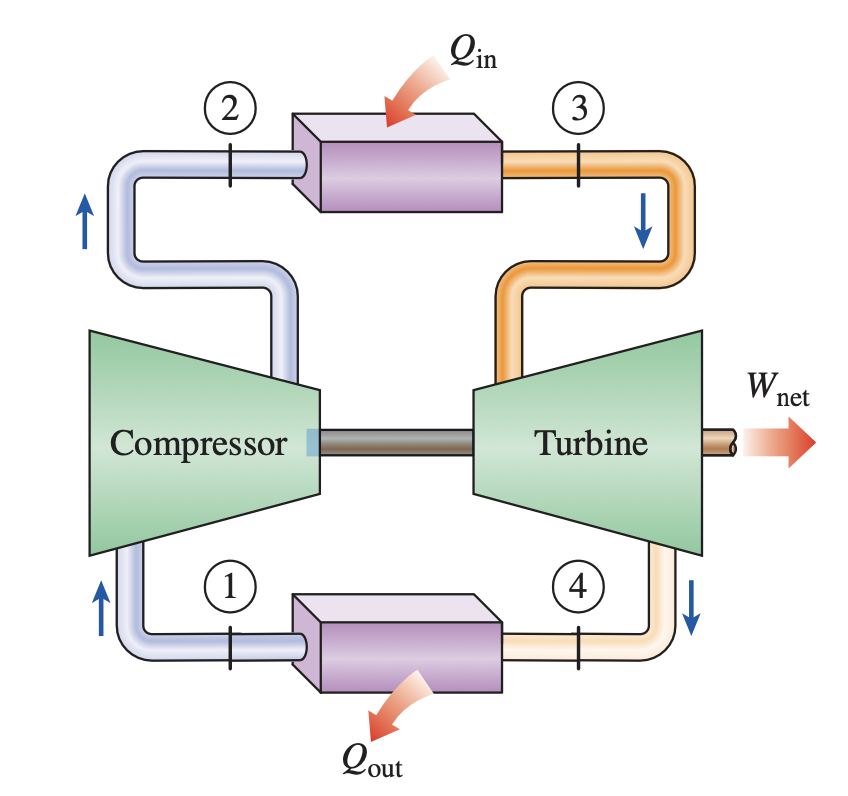 Qin
2
3
Wnet
Compressor
Turbine
1
4
Qout